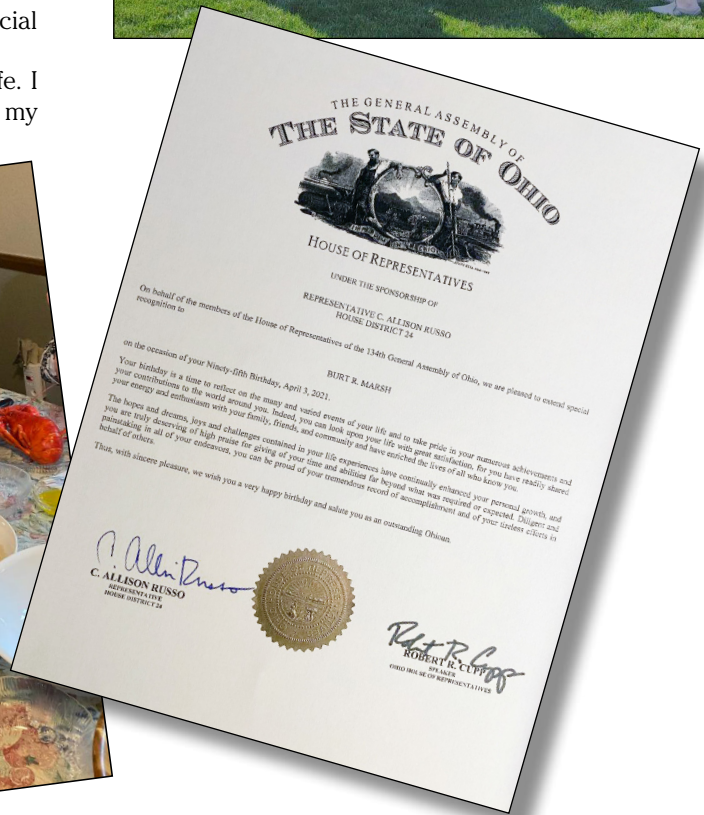 cial
fe. I
my
THE GENERAL ASSEMBLY OF
THE STATE OF OHIO
HOUSE OF REPRESENTATIVES
UNDER THE SPONSORSHIP OF
REPRESENTATIVE C. ALLISON RUSSO
HOUSE DISTRICT 24
On behalf of the members of the House of Representatives of the 134th General Assembly of Ohio, we are pleased to extend special
recognition to
BURT R. MARSH
on the occasion of your Ninety-fifth Birthday, April 3, 2021.
Your birthday is a time to reflect on the many and varied events of your life and to take pride in your numerous achievements and
your contributions to the world around you. Indeed, you can look upon your life with great satisfaction, for you have readily shared
your energy and enthusiasm with your family, friends, and community and have enriched the lives of all who know you.
The hopes and dreams, joys and challenges contained in your life experiences have continually enhanced your personal growth, and
you are truly deserving of high praise for giving of your time and abilities far beyond what was required or expected. Diligent and
painstaking in all of your endeavors, you can be proud of your tremendous record of accomplishment and of your tireless efforts in
behalf of others.
Thus, with sincere pleasure, we wish you a very happy birthday and salute you as an outstanding Ohioan.
C. Allison Russo
C. ALLISON RUSSO
REPRESENTATIVE
HOUSE DISTRICT 24
Robert R. Cupp
ROBERT R. CUPP
SPEAKER
OHIO HOUSE OF REPRESENTATIVES